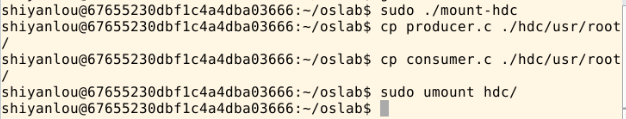 shiyanlou@67655230dbf1c4a4dba03666:~/oslab$ sudo ./mount-hdc
shiyanlou@67655230dbf1c4a4dba03666:~/oslab$ cp producer.c ./hdc/usr/root
/
shiyanlou@67655230dbf1c4a4dba03666:~/oslab$ cp consumer.c ./hdc/usr/root
/
shiyanlou@67655230dbf1c4a4dba03666:~/oslab$ sudo umount hdc/
shiyanlou@67655230dbf1c4a4dba03666:~/oslab$